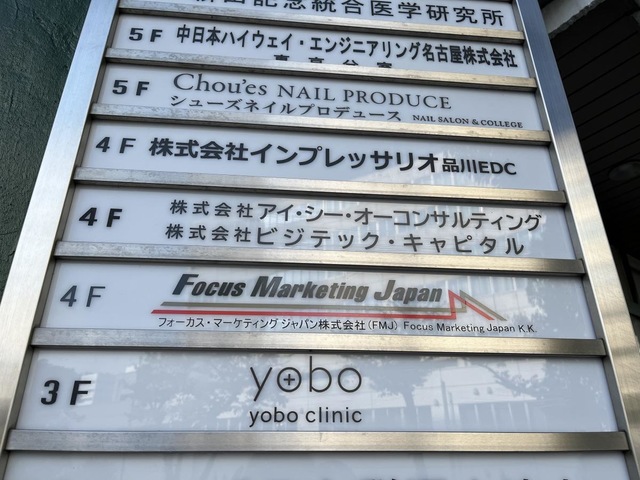 記念統合医学研究所
5F 中日本ハイウェイ・エンジニアリング名古屋株式会社
5F Chou'es NAIL PRODUCE
シューズネイルプロデュース NAIL SALON & COLLEGE
4F 株式会社インプレッサリオ品川EDC
4F 株式会社アイ・シー・オーコンサルティング
株式会社ビジテック・キャピタル
4F Focus Marketing Japan
フォーカス・マーケティングジャパン株式会社(FMJ) Focus Marketing Japan K.K.
3F yobo
yobo clinic